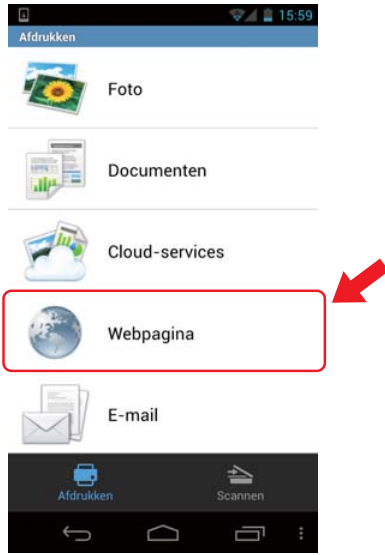 15:59
Afdrukken
Foto
Documenten
Cloud-services
Webpagina
E-mail
Afdrukken Scannen